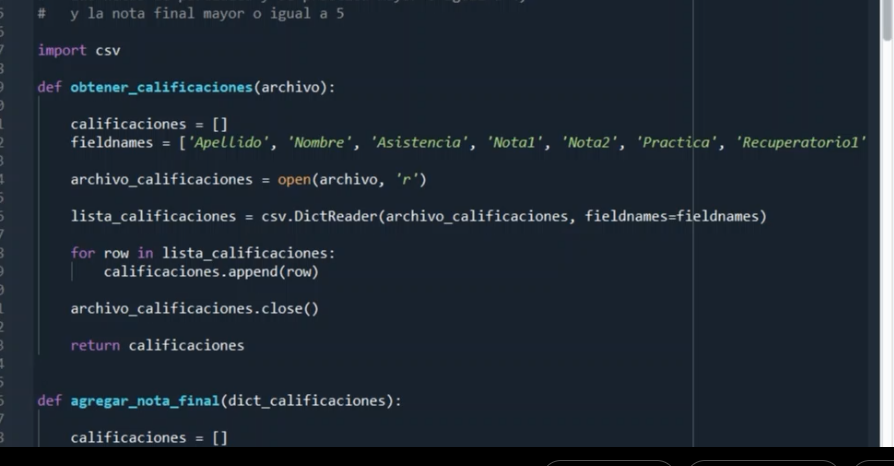 # y la nota final mayor o igual a 5
import csv
def obtener_calificaciones(archivo):
calificaciones = []
fieldnames = ['Apellido', 'Nombre', 'Asistencia', 'Nota1', 'Nota2', 'Practica', 'Recuperatorio1'
archivo_calificaciones = open(archivo, 'r')
lista_calificaciones = csv.DictReader(archivo_calificaciones, fieldnames=fieldnames)
for row in lista_calificaciones:
calificaciones.append(row)
archivo_calificaciones.close()
return calificaciones
def agregar_nota_final(dict_calificaciones):
calificaciones = []